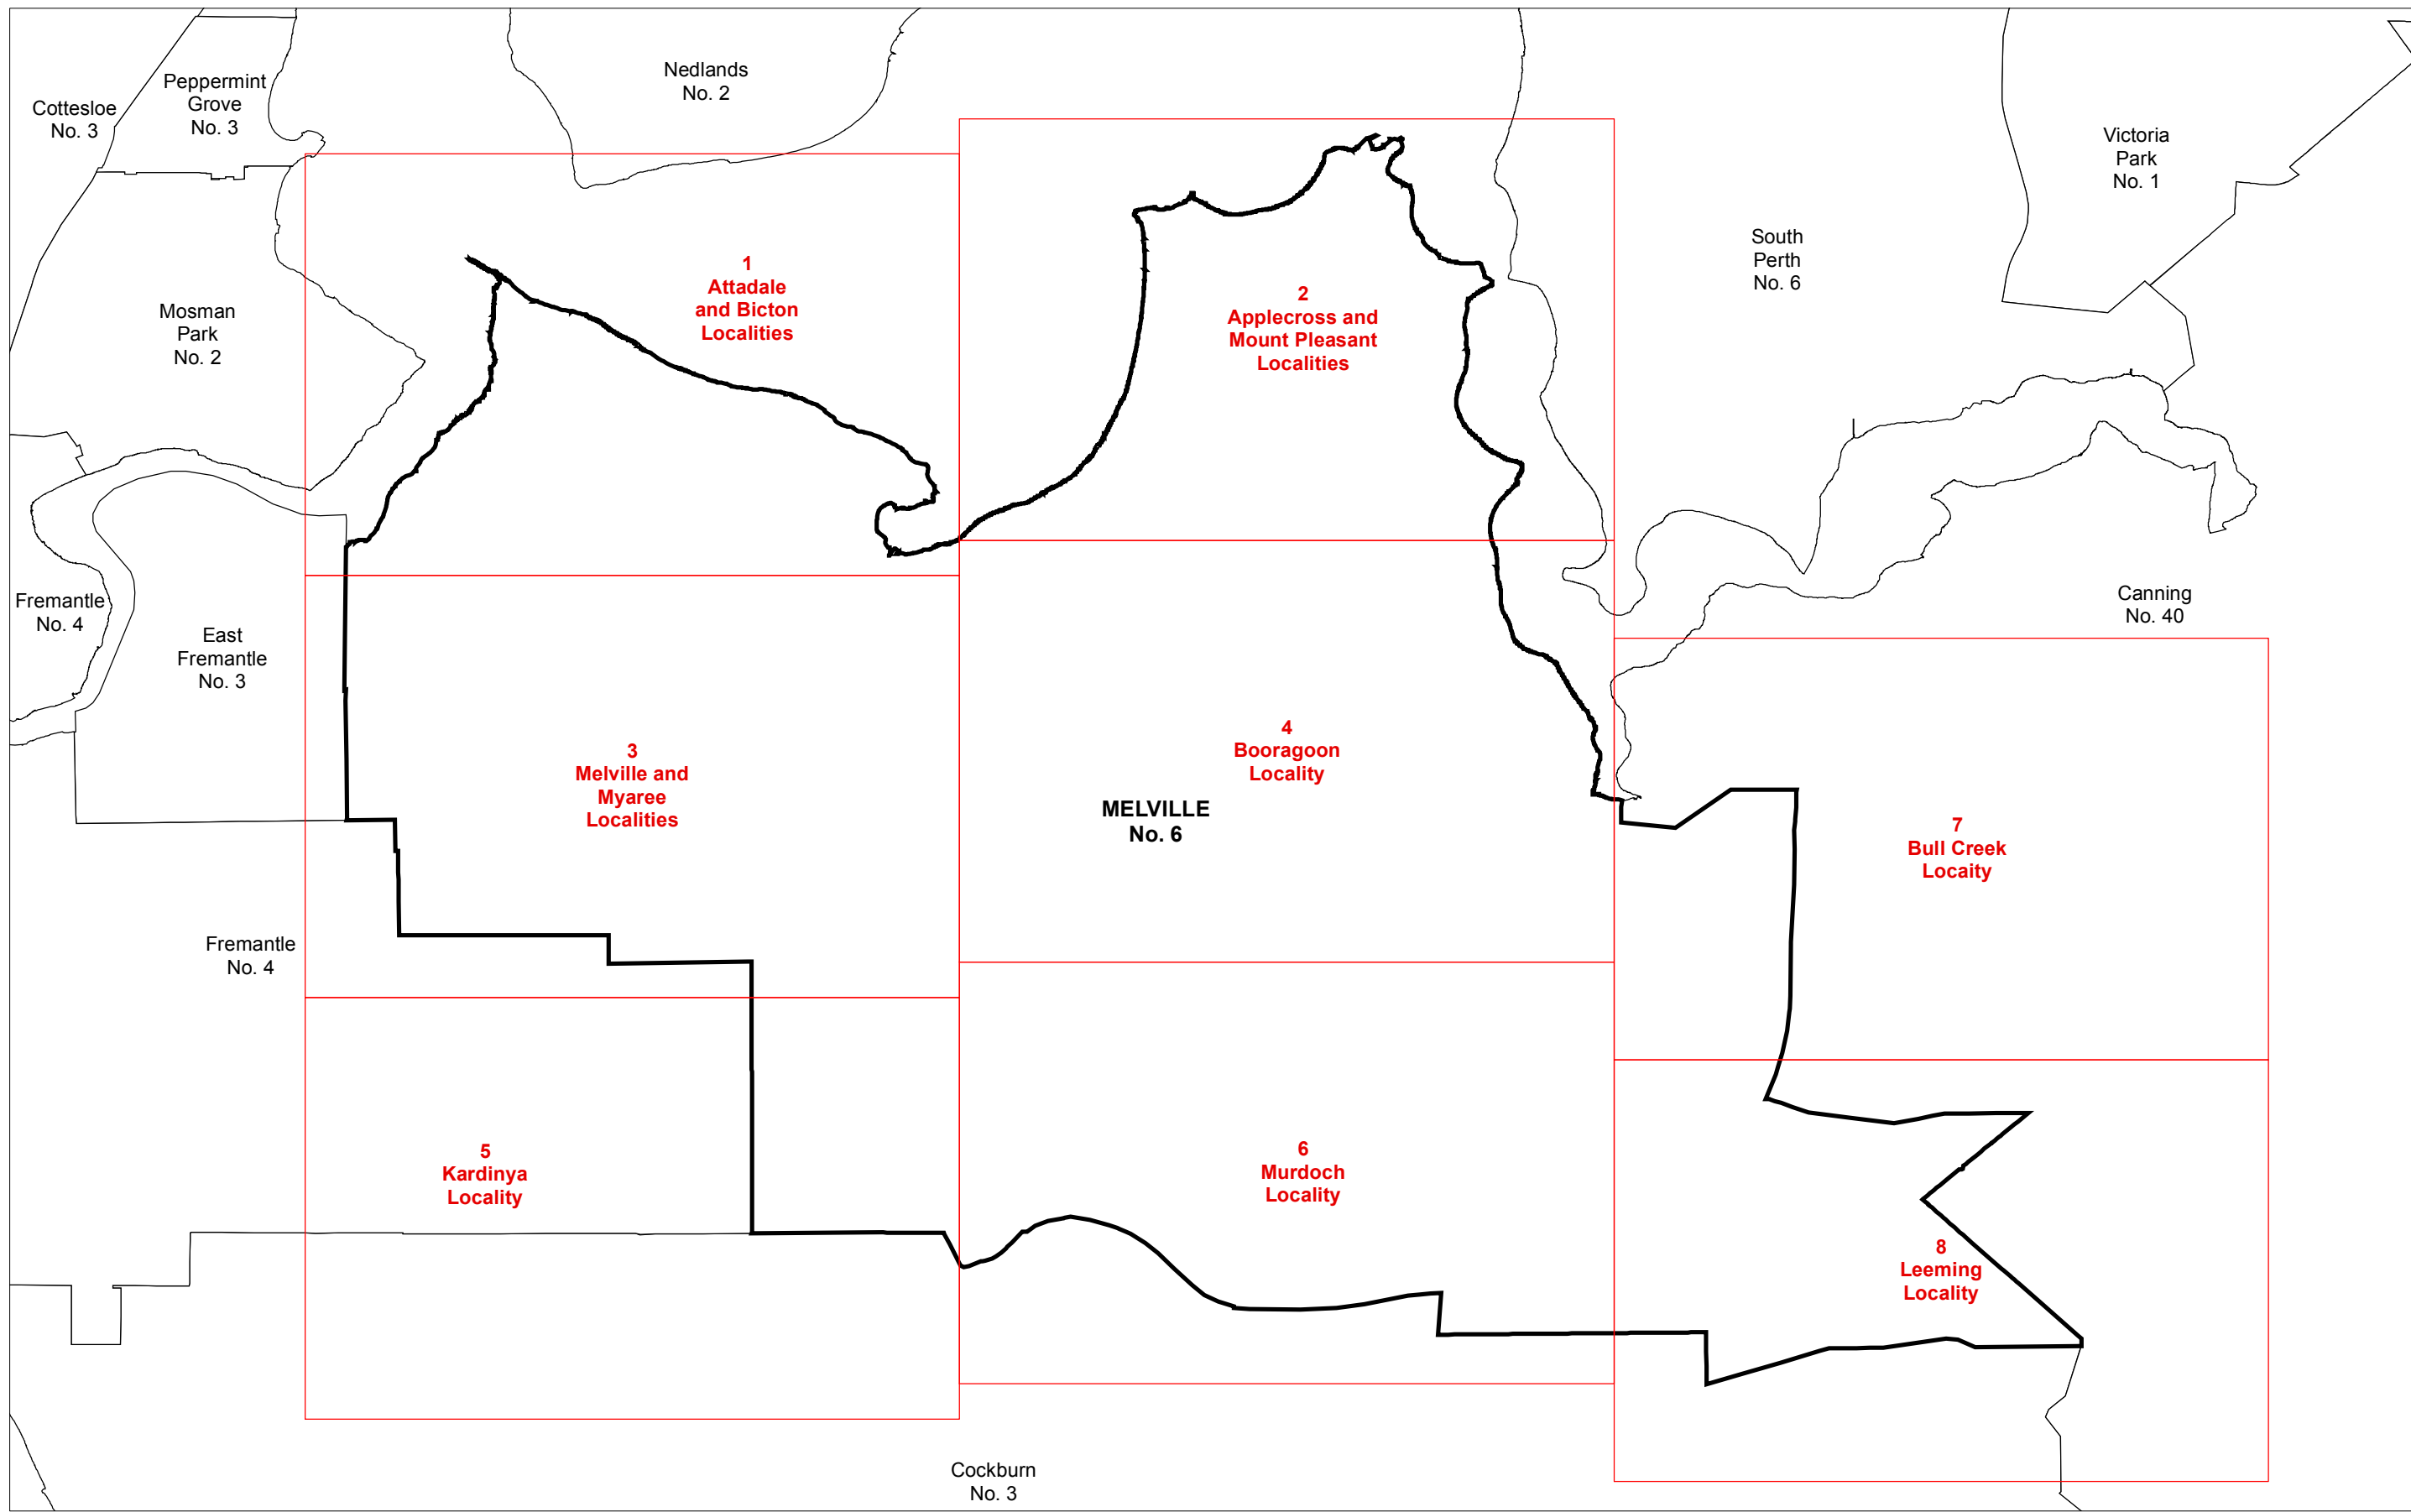 Nedlands
No. 2
Peppermint
Grove
No. 3
Cottesloe
No. 3
Victoria
Park
No. 1
South
Perth
No. 6
1
Attadale
and Bicton
Localities
2
Applecross and
Mount Pleasant
Localities
Mosman
Park
No. 2
Fremantle
No. 4
East
Fremantle
No. 3
Canning
No. 40
3
Melville and
Myaree
Localities
4
Booragoon
Locality
MELVILLE
No. 6
7
Bull Creek
Locaity
Fremantle
No. 4
5
Kardinya
Locality
6
Murdoch
Locality
8
Leeming
Locality
Cockburn
No. 3